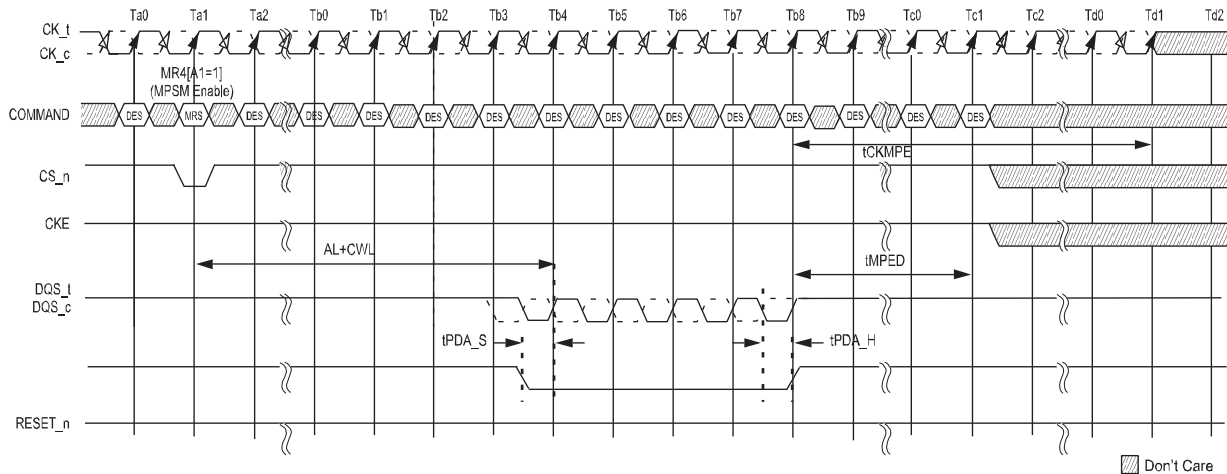 Ta0 Ta1 Ta2 Tb0 Tb1 Tb2 Tb3 Tb4 Tb5 Tb6 Tb7 Tb8 Tb9 Tc0 Tc1 Tc2 Td0 Td1 Td2
CK_t
CK_c
MR4[A1=1]
(MPSM Enable)
COMMAND DES MRS DES DES DES DES DES DES DES DES DES DES DES DES DES
tCKMPE
CS_n
CKE
AL+CWL
tMPED
DQS_t
DQS_c
tPDA_S tPDA_H
RESET_n
Don't Care